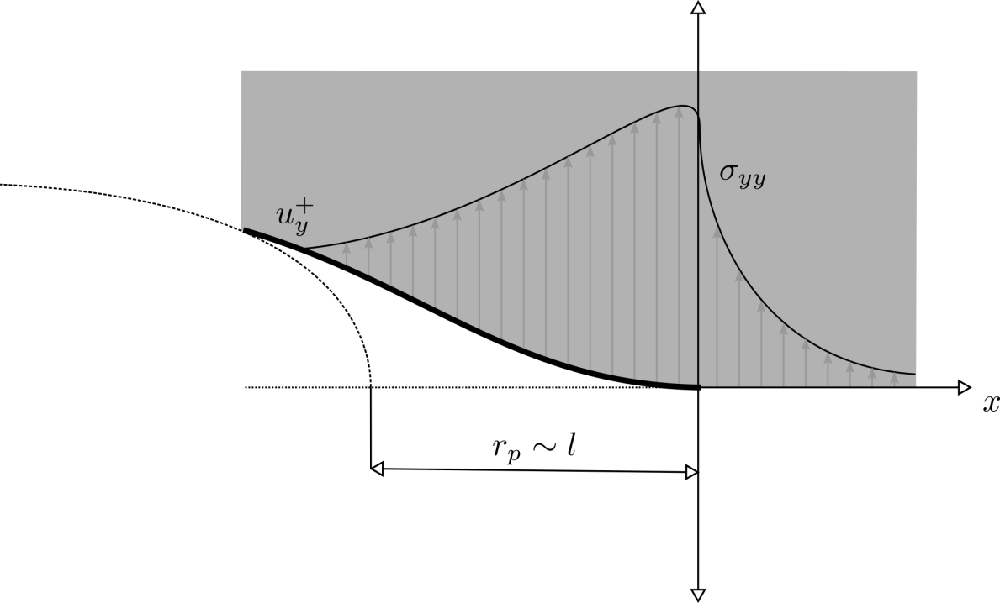 σ_yy
u_y^+
x
r_p ∼ l